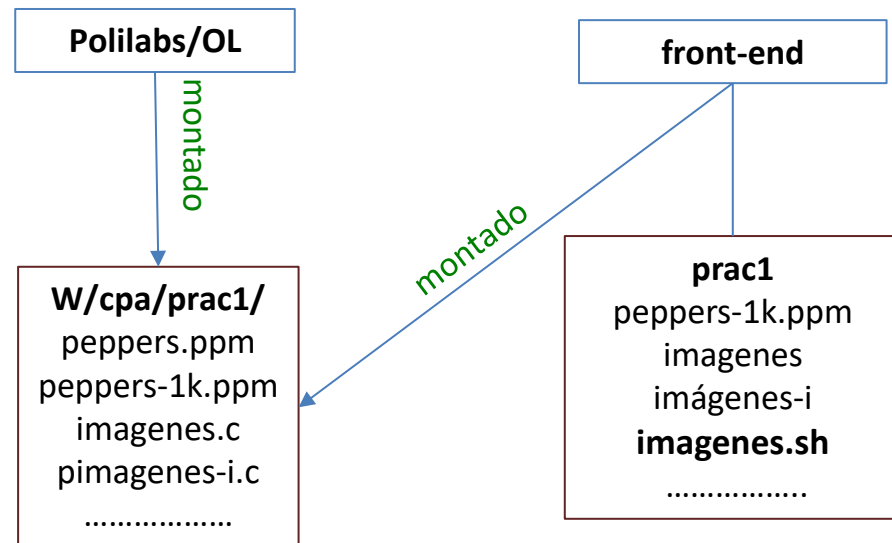 Polilabs/OL
front-end
montado
montado
W/cpa/prac1/
peppers.ppm
peppers-1k.ppm
imagenes.c
pimagenes-i.c
…………………
prac1
peppers-1k.ppm
imagenes
imágenes-i
imagenes.sh
……………..